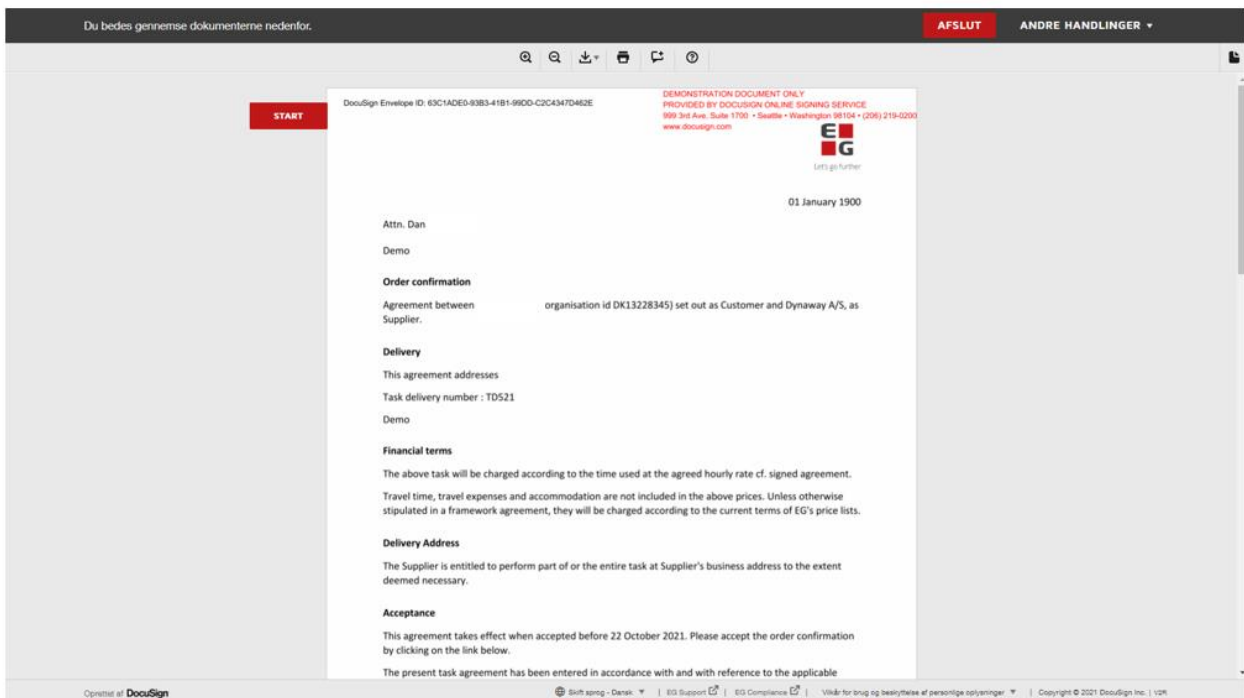 Du bedes gennemse dokumenterne nedenfor.
AFSLUT
ANDRE HANDLINGER
START
DocuSign Envelope ID: 63C1ADE0-93B3-41B1-99DD-C2C4347D462E
DEMONSTRATION DOCUMENT ONLY
PROVIDED BY DOCUSIGN ONLINE SIGNING SERVICE
999 3rd Ave, Suite 1700 • Seattle • Washington 98104 • (206) 219-0200
www.docusign.com
E
G
Let's go further
01 January 1900
Attn. Dan
Demo
Order confirmation
Agreement between organisation id DK13228345) set out as Customer and Dynaway A/S, as
Supplier.
Delivery
This agreement addresses
Task delivery number : TD521
Demo
Financial terms
The above task will be charged according to the time used at the agreed hourly rate cf. signed agreement.
Travel time, travel expenses and accommodation are not included in the above prices. Unless otherwise
stipulated in a framework agreement, they will be charged according to the current terms of EG's price lists.
Delivery Address
The Supplier is entitled to perform part of or the entire task at Supplier's business address to the extent
deemed necessary.
Acceptance
This agreement takes effect when accepted before 22 October 2021. Please accept the order confirmation
by clicking on the link below.
The present task agreement has been entered in accordance with and with reference to the applicable
Oprettet af DocuSign
Skift sprog - Dansk | EG Support | EG Compliance | Vilkår for brug og beskyttelse af personlige oplysninger | Copyright © 2021 DocuSign Inc. | V2R